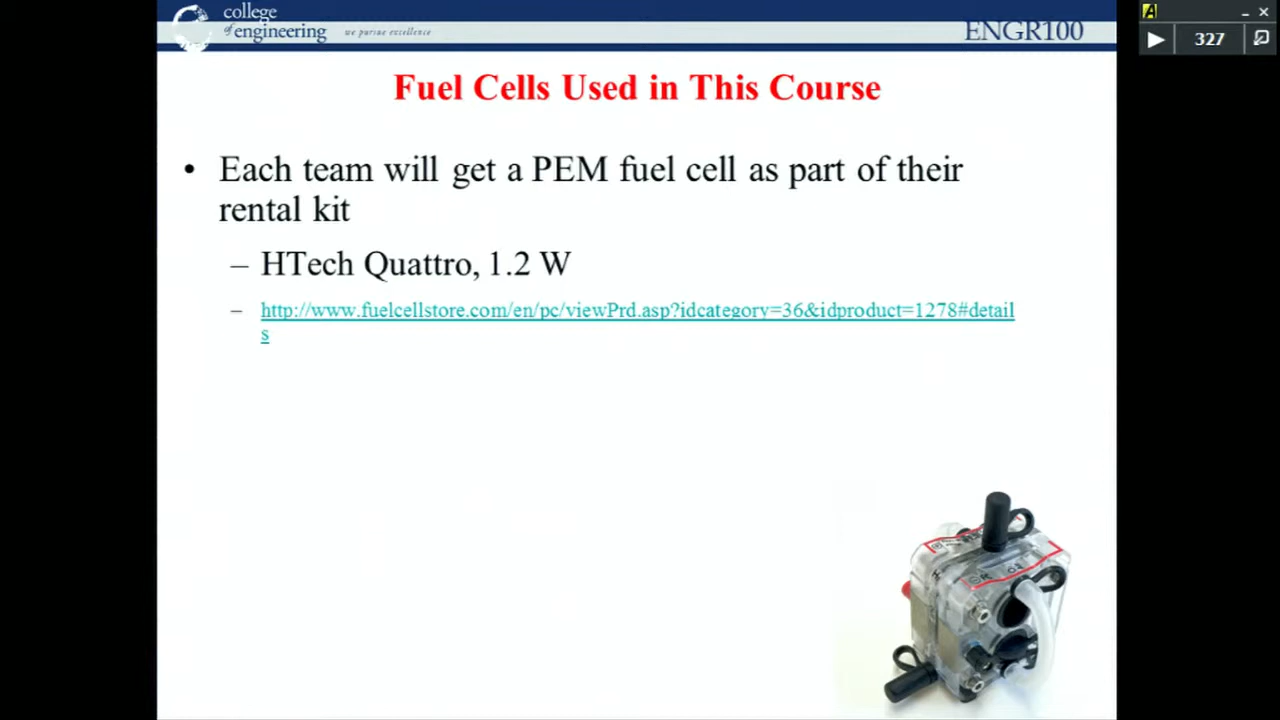 college
of engineering
we pursue excellence
ENGR100
327
Fuel Cells Used in This Course
• Each team will get a PEM fuel cell as part of their
rental kit
– HTech Quattro, 1.2 W
– http://www.fuelcellstore.com/en/pc/viewPrd.asp?idcategory=36&idproduct=1278#detail
s